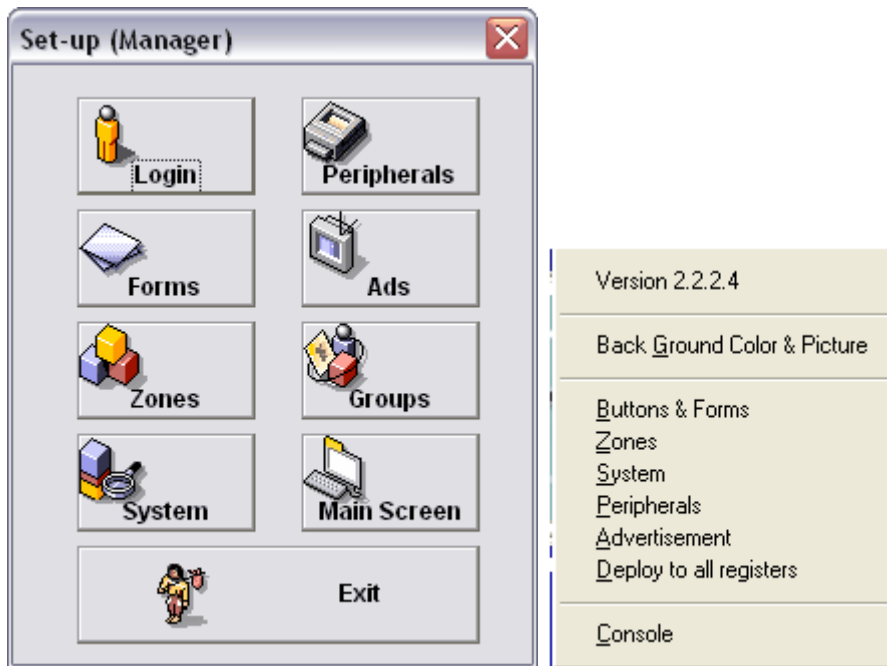 Set-up (Manager)
Login
Peripherals
Forms
Ads
Zones
Groups
System
Main Screen
Exit
Version 2.2.2.4
Back Ground Color & Picture
Buttons & Forms
Zones
System
Peripherals
Advertisement
Deploy to all registers
Console